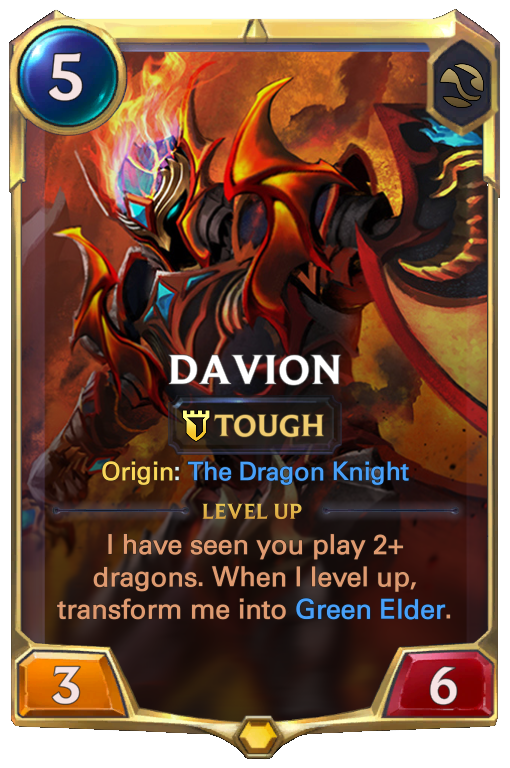 5
DAVION
TOUGH
Origin: The Dragon Knight
LEVEL UP
I have seen you play 2+
dragons. When I level up,
transform me into Green Elder.
3
6